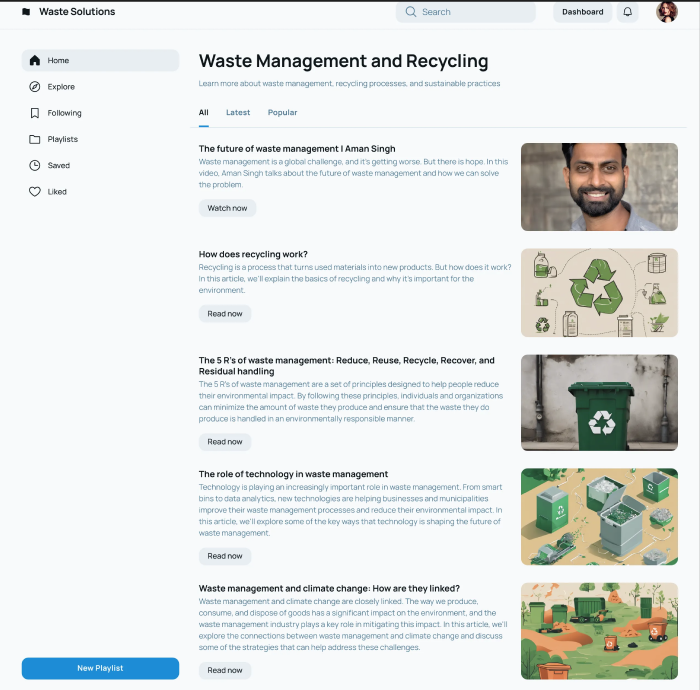 Waste Solutions
Search
Dashboard
Home
Explore
Following
Playlists
Saved
Liked
New Playlist
Waste Management and Recycling
Learn more about waste management, recycling processes, and sustainable practices
All Latest Popular
The future of waste management | Aman Singh
Waste management is a global challenge, and it's getting worse. But there is hope. In this
video, Aman Singh talks about the future of waste management and how we can solve
the problem.
Watch now
How does recycling work?
Recycling is a process that turns used materials into new products. But how does it work?
In this article, we'll explain the basics of recycling and why it's important for the
environment.
Read now
The 5 R's of waste management: Reduce, Reuse, Recycle, Recover, and
Residual handling
The 5 R's of waste management are a set of principles designed to help people reduce
their environmental impact. By following these principles, individuals and organizations
can minimize the amount of waste they produce and ensure that the waste they do
produce is handled in an environmentally responsible manner.
Read now
The role of technology in waste management
Technology is playing an increasingly important role in waste management. From smart
bins to data analytics, new technologies are helping businesses and municipalities
improve their waste management processes and reduce their environmental impact. In
this article, we'll explore some of the key ways that technology is shaping the future of
waste management.
Read now
Waste management and climate change: How are they linked?
Waste management and climate change are closely linked. The way we produce,
consume, and dispose of goods has a significant impact on the environment, and the
waste management industry plays a key role in mitigating this impact. In this article, we'll
explore the connections between waste management and climate change and discuss
some of the strategies that can help address these challenges.
Read now